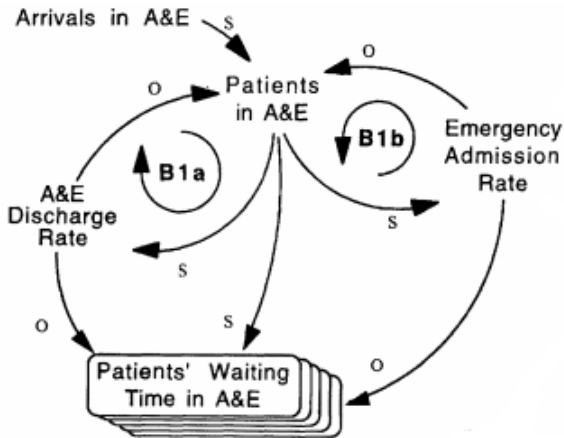 Arrivals in A&E
S
O
O
Patients
in A&E
B1a
B1b
Emergency
Admission
Rate
A&E
Discharge
Rate
S
S
O
S
O
Patients' Waiting
Time in A&E